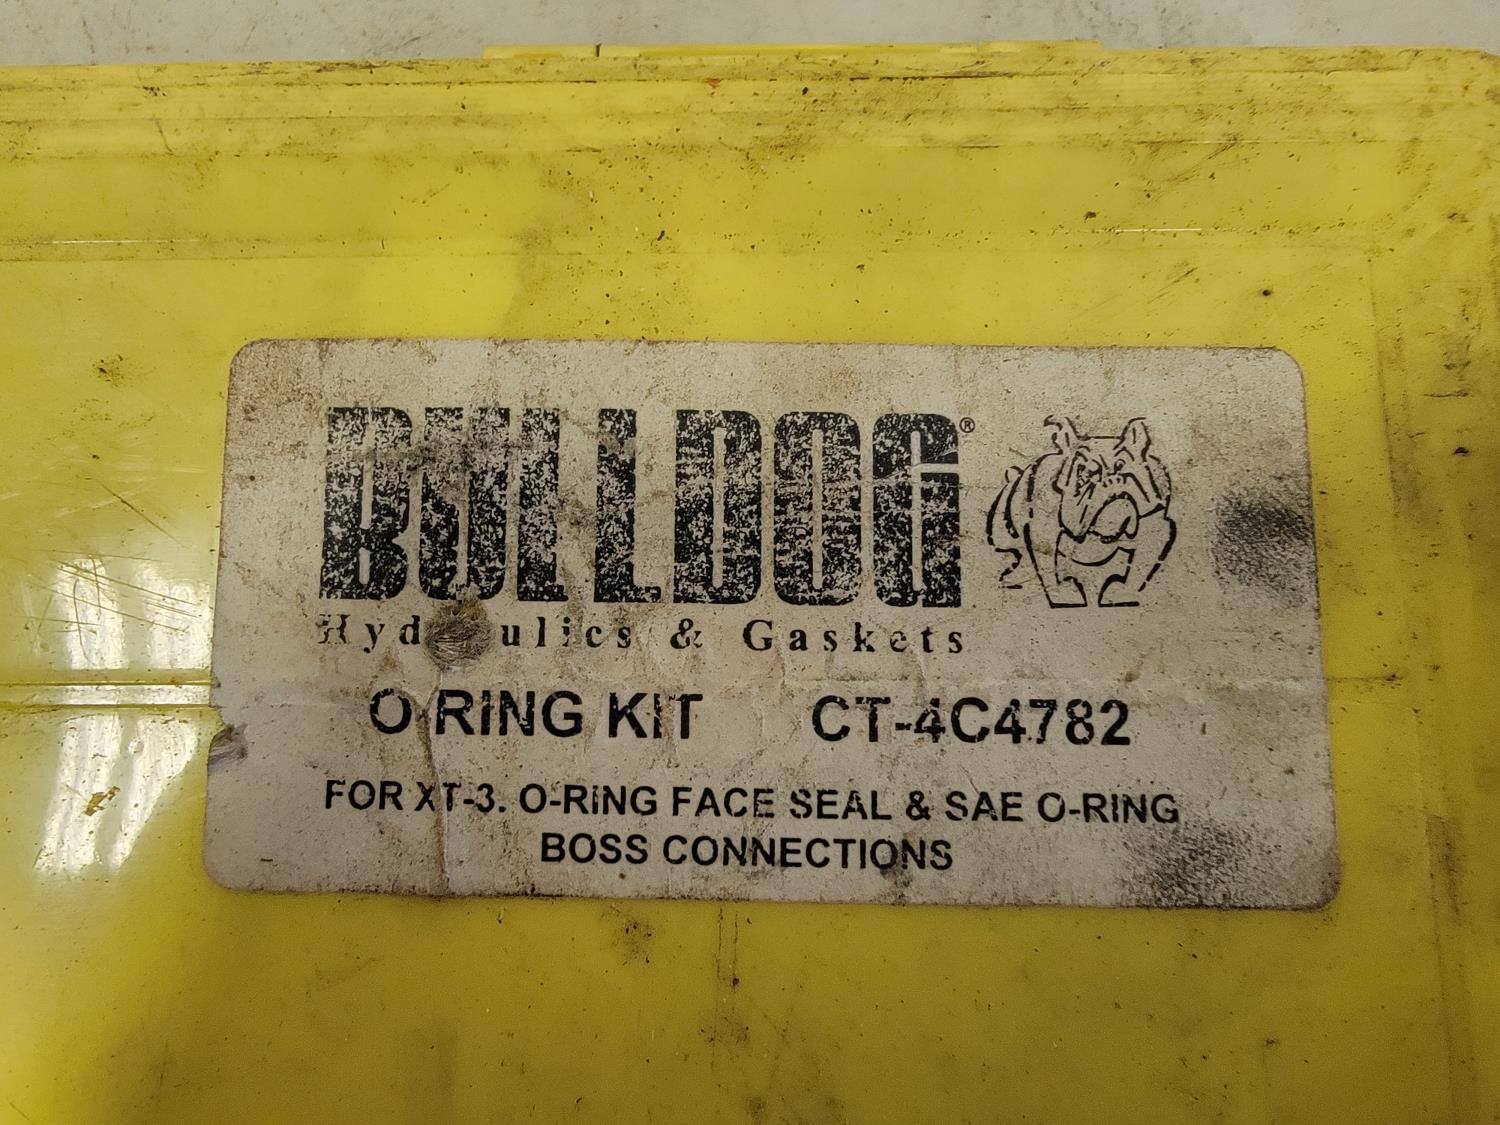 BULLDOG®
Hydraulics & Gaskets
O-RING KIT CT-4C4782
FOR XT-3. O-RING FACE SEAL & SAE O-RING
BOSS CONNECTIONS